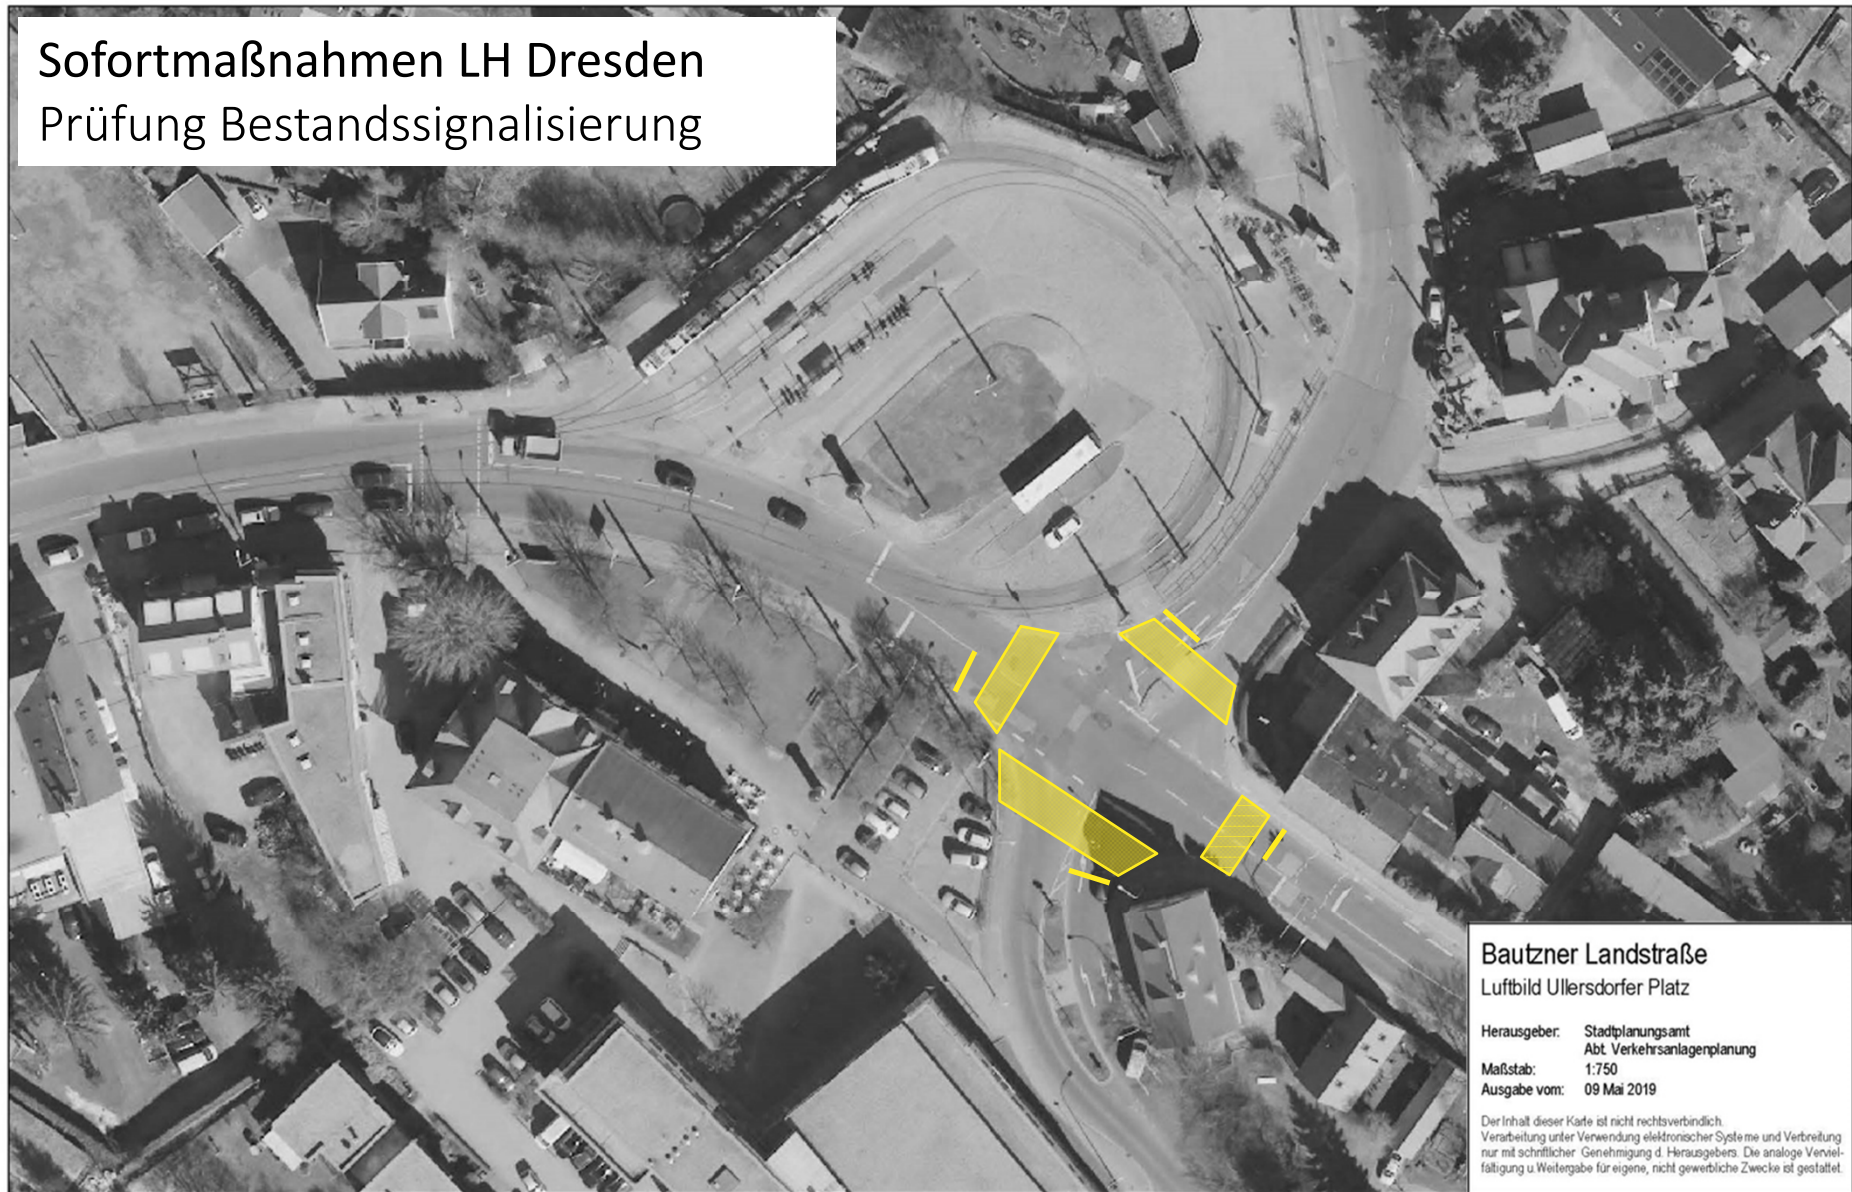 Sofortmaßnahmen LH Dresden
Prüfung Bestandssignalisierung
Bautzner Landstraße
Luftbild Ullersdorfer Platz
Herausgeber: Stadtplanungsamt
Abt. Verkehrsanlagenplanung
Maßstab: 1:750
Ausgabe vom: 09 Mai 2019
Der Inhalt dieser Karte ist nicht rechtsverbindlich.
Verarbeitung unter Verwendung elektronischer Systeme und Verbreitung
nur mit schriftlicher Genehmigung d. Herausgebers. Die analoge Verviel-
fältigung u. Weitergabe für eigene, nicht gewerbliche Zwecke ist gestattet.